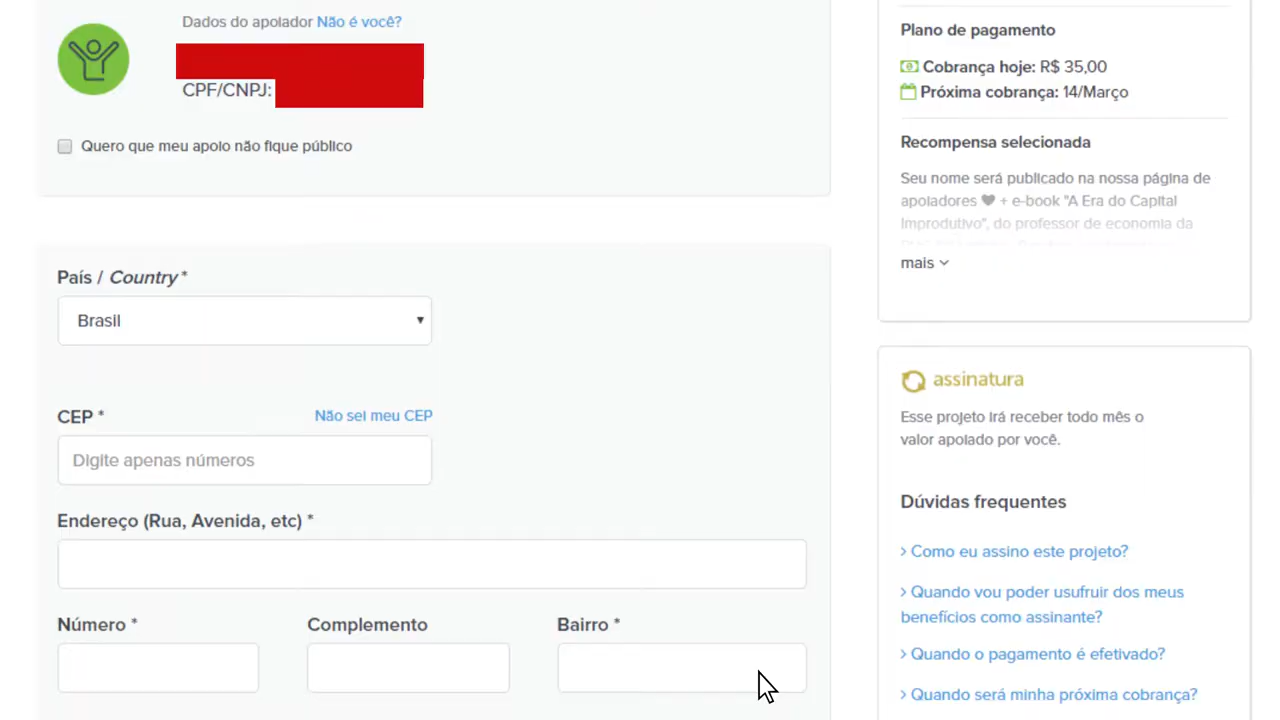 Dados do apoiador Não é você?
CPF/CNPJ:
Quero que meu apoio não fique público
País / Country *
Brasil
CEP *
Não sei meu CEP
Digite apenas números
Endereço (Rua, Avenida, etc) *
Número *
Complemento
Bairro *
Plano de pagamento
Cobrança hoje: R$ 35,00
Próxima cobrança: 14/Março
Recompensa selecionada
Seu nome será publicado na nossa página de
apoiadores ❤ + e-book "A Era do Capital
Improdutivo", do professor de economia da
mais
assinatura
Esse projeto irá receber todo mês o
valor apoiado por você.
Dúvidas frequentes
> Como eu assino este projeto?
> Quando vou poder usufruir dos meus
benefícios como assinante?
> Quando o pagamento é efetivado?
> Quando será minha próxima cobrança?